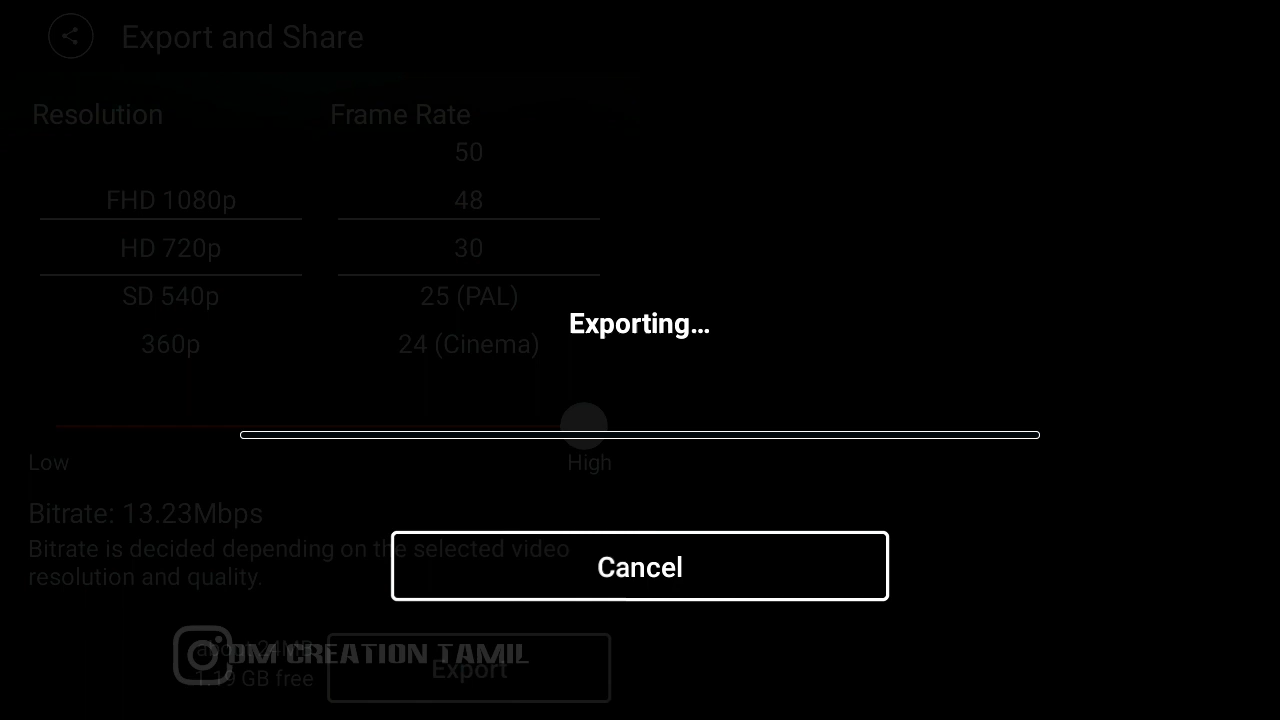 Export and Share
Resolution
Frame Rate
50
FHD 1080p
48
HD 720p
30
SD 540p
25 (PAL)
360p
24 (Cinema)
Exporting...
Low
High
Bitrate: 13.23Mbps
Bitrate is decided depending on the selected video
resolution and quality.
Cancel
about 24MB
CREATION TAMIL
1.19 GB free
Export